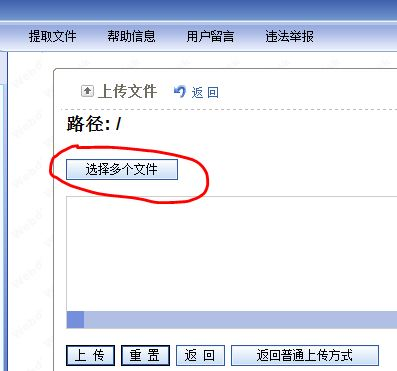 提取文件 帮助信息 用户留言 违法举报
上传文件 返回
路径: /
选择多个文件
上 传 重 置 返 回 返回普通上传方式